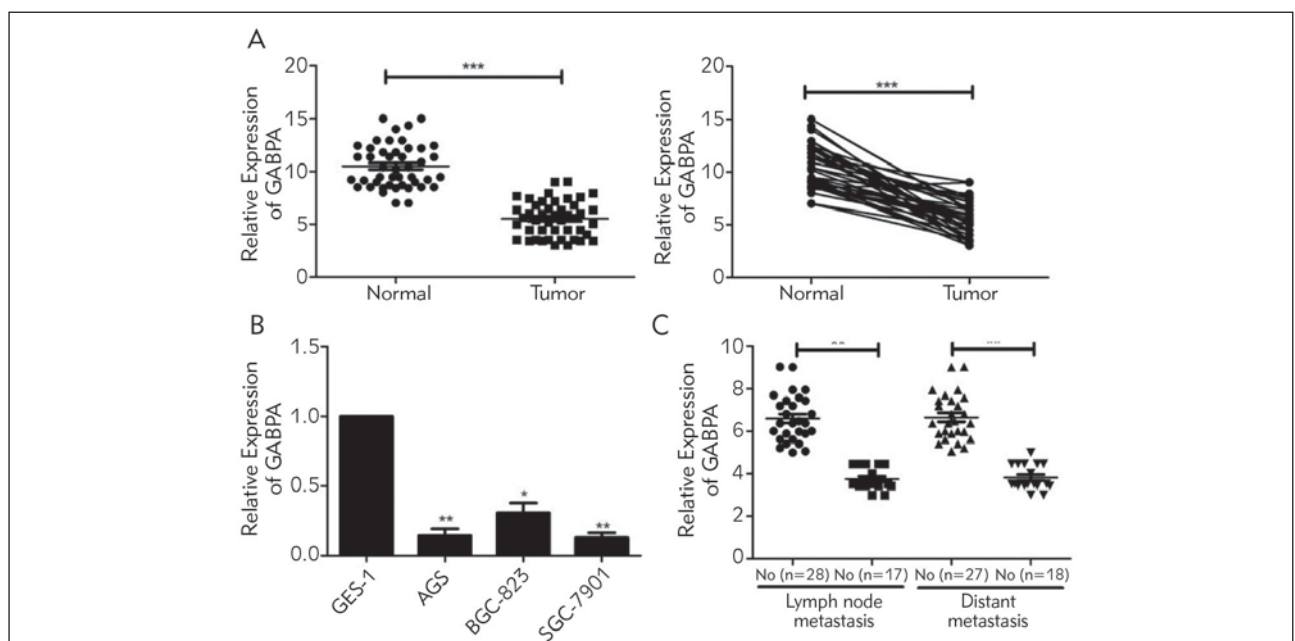 A
Relative Expression
of GABPA
20
15
10
5
0
***
Normal
Tumor
Relative Expression
of GABPA
20
15
10
5
0
***
Normal
Tumor
B
Relative Expression
of GABPA
1.5
1.0
0.5
0.0
**
*
**
GES-1
AGS
BGC-823
SGC-7901
C
Relative Expression
of GABPA
10
8
6
4
2
0
No (n=28)
No (n=17)
No (n=27)
No (n=18)
Lymph node
metastasis
Distant
metastasis